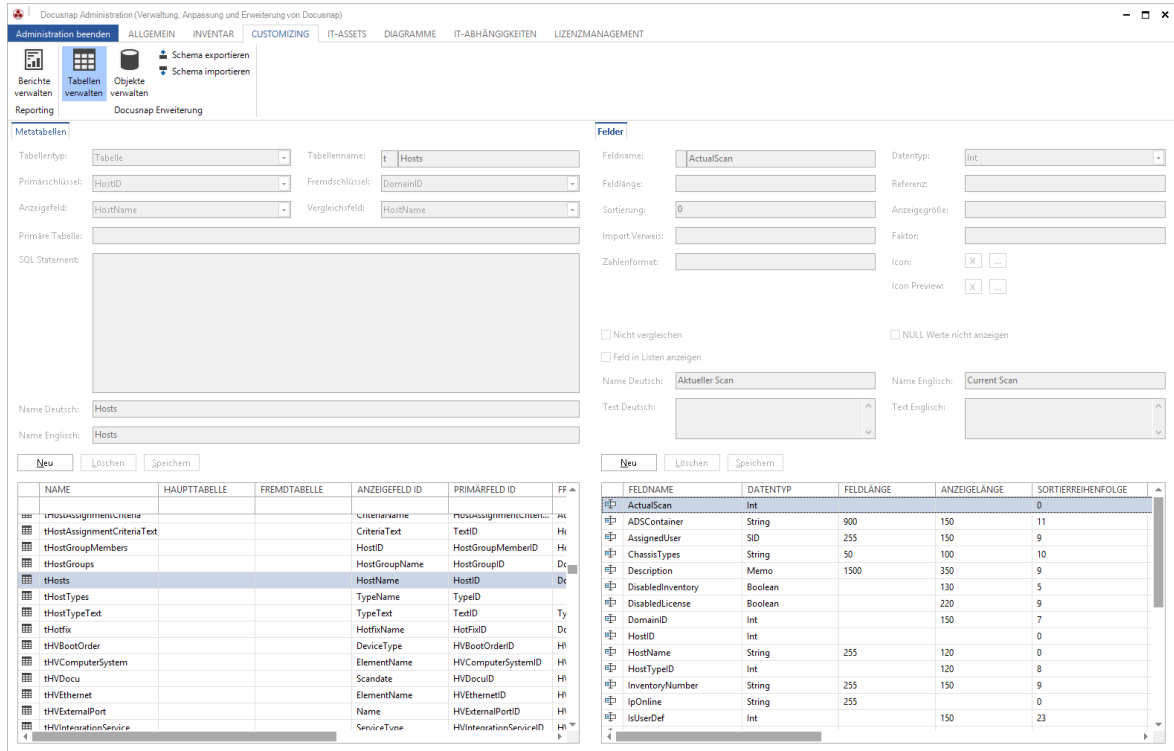 Docusnap Administration (Verwaltung, Anpassung und Erweiterung von Docusnap)
Administration beenden ALLGEMEIN INVENTAR CUSTOMIZING IT-ASSETS DIAGRAMME IT-ABHÄNGIGKEITEN LIZENZMANAGEMENT
Berichte verwalten
Tabellen verwalten
Objekte verwalten
Schema exportieren
Schema importieren
Reporting Docusnap Erweiterung
Metatabellen
Tabellentyp: Tabelle Tabellenname: t Hosts
Primärschlüssel: HostID Fremdschlüssel: DomainID
Anzeigefeld: HostName Vergleichsfeld: HostName
Primäre Tabelle:
SQL Statement:
Name Deutsch: Hosts
Name Englisch: Hosts
Neu Löschen Speichern
NAME HAUPTTABELLE FREMDTABELLE ANZEIGEFELD ID PRIMÄRFELD ID
tHostAssignmentCriteria CriteriaName HostAssignmentCriteri...
tHostAssignmentCriteriaText CriteriaText TextID
tHostGroupMembers HostID HostGroupMemberID
tHostGroups HostGroupName HostGroupID
tHosts HostName HostID
tHostTypes TypeName TypeID
tHostTypeText TypeText TextID
tHotfix HotfixName HotFixID
tHVBootOrder DeviceType HVBootOrderID
tHVComputerSystem ElementName HVComputerSystemID
tHVDocu Scandate HVDocuID
tHVEthernet ElementName HVEthernetID
tHVExternalPort Name HVExternalPortID
tHVIntegrationService ServiceType HVIntegrationServiceID
Felder
Feldname: ActualScan Datentyp: Int
Feldlänge: Referenz:
Sortierung: 0 Anzeigegröße:
Import Verweis: Faktor:
Zahlenformat: Icon: X ...
Icon Preview: X ...
Nicht vergleichen NULL Werte nicht anzeigen
Feld in Listen anzeigen
Name Deutsch: Aktueller Scan Name Englisch: Current Scan
Text Deutsch: Text Englisch:
Neu Löschen Speichern
FELDNAME DATENTYP FELDLÄNGE ANZEIGELÄNGE SORTIERREIHENFOLGE
ActualScan Int 0
ADSContainer String 900 150 11
AssignedUser SID 255 150 9
ChassisTypes String 50 100 10
Description Memo 1500 350 9
DisabledInventory Boolean 130 5
DisabledLicense Boolean 220 9
DomainID Int 150 7
HostID Int 0
HostName String 255 120 0
HostTypeID Int 120 8
InventoryNumber String 255 150 9
IpOnline String 255 0
IsUserDef Int 150 23